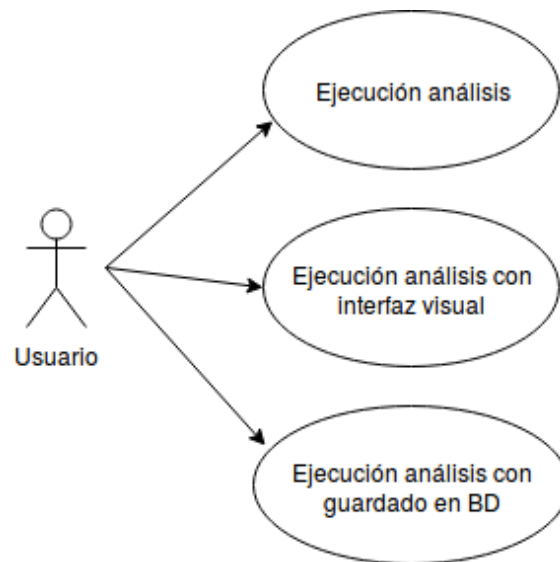 Ejecución análisis
Ejecución análisis con
interfaz visual
Usuario
Ejecución análisis con
guardado en BD